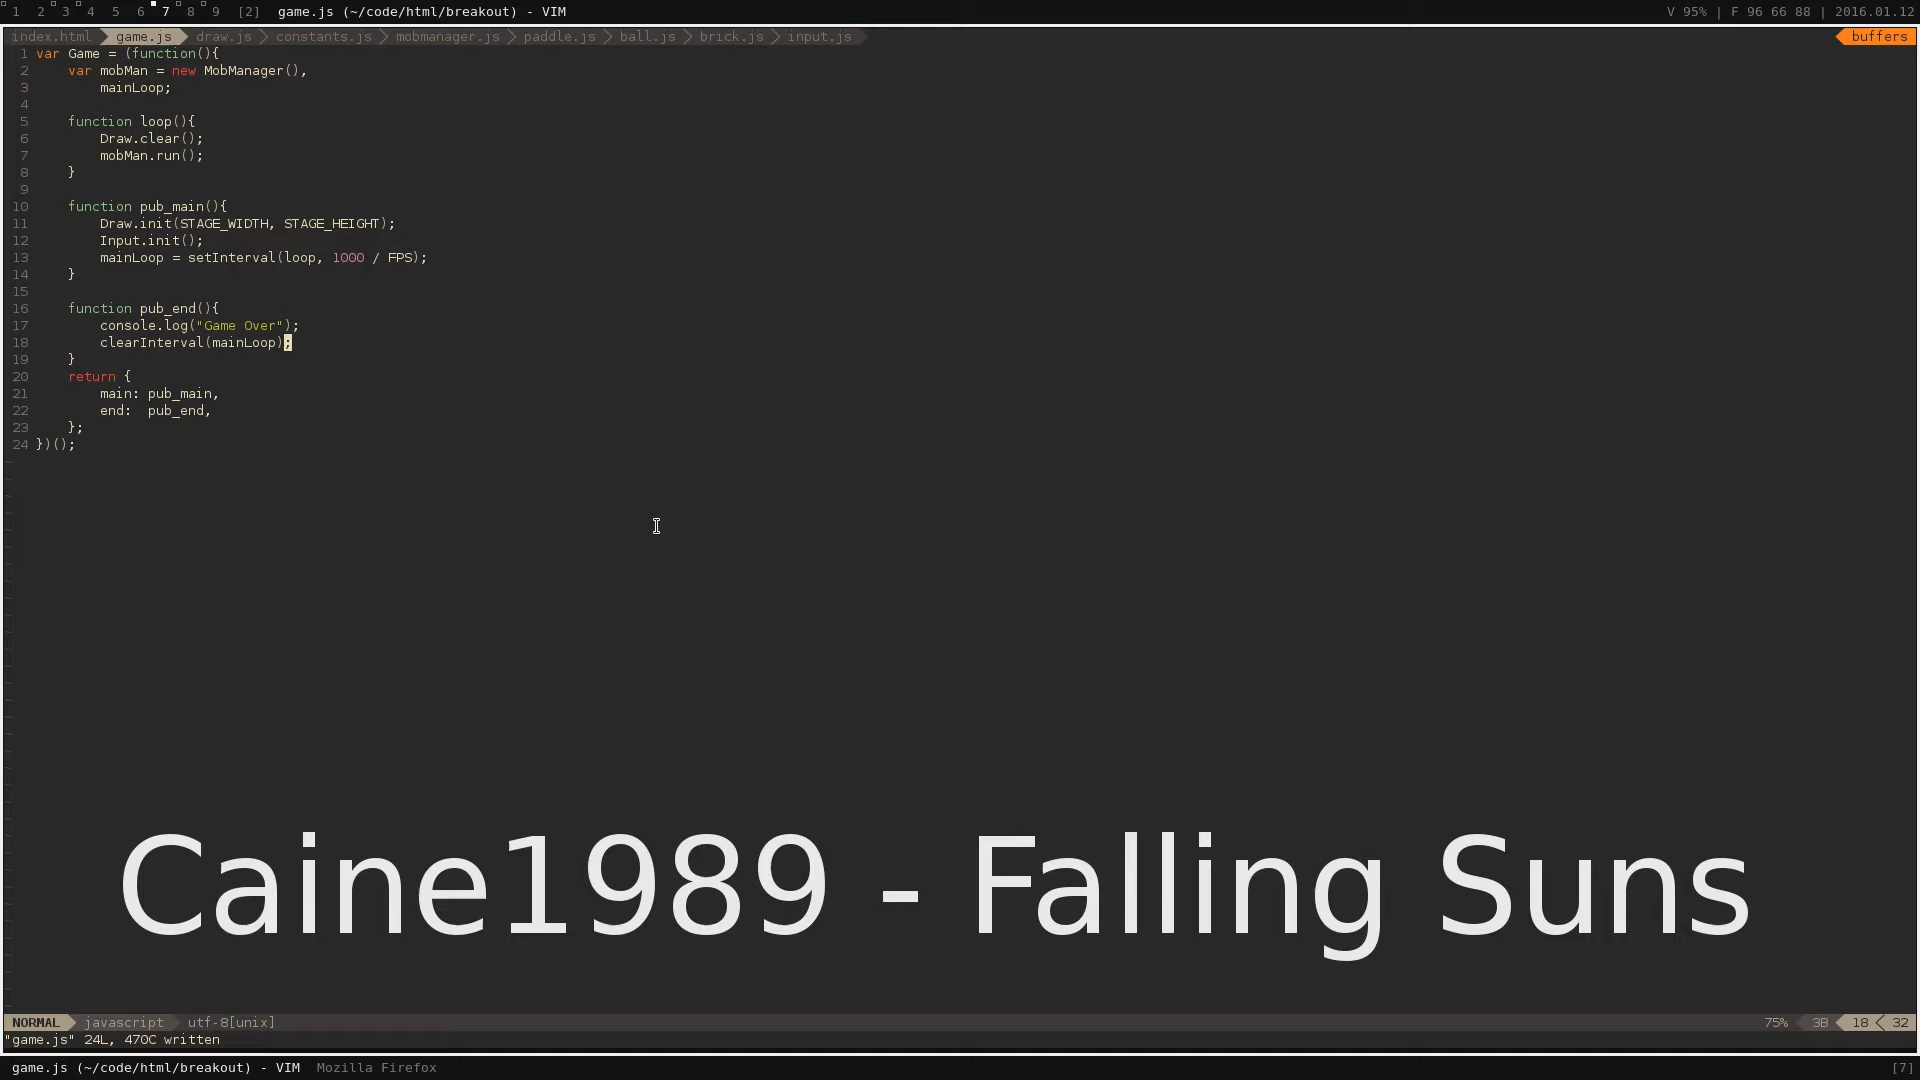 1 2 3 4 5 6 7 8 9 [2] game.js (~/code/html/breakout) - VIM V 95% | F 96 66 88 | 2016.01.12
index.html game.js draw.js constants.js mobmanager.js paddle.js ball.js brick.js input.js buffers
1 var Game = (function(){
2     var mobMan = new MobManager(),
3         mainLoop;
4
5     function loop(){
6         Draw.clear();
7         mobMan.run();
8     }
9
10     function pub_main(){
11         Draw.init(STAGE_WIDTH, STAGE_HEIGHT);
12         Input.init();
13         mainLoop = setInterval(loop, 1000 / FPS);
14     }
15
16     function pub_end(){
17         console.log("Game Over");
18         clearInterval(mainLoop);
19     }
20     return {
21         main: pub_main,
22         end:  pub_end,
23     };
24 })();
Caine1989 - Falling Suns
NORMAL javascript utf-8[unix] 75% 3B 18 < 32
"game.js" 24L, 470C written
game.js (~/code/html/breakout) - VIM Mozilla Firefox [7]